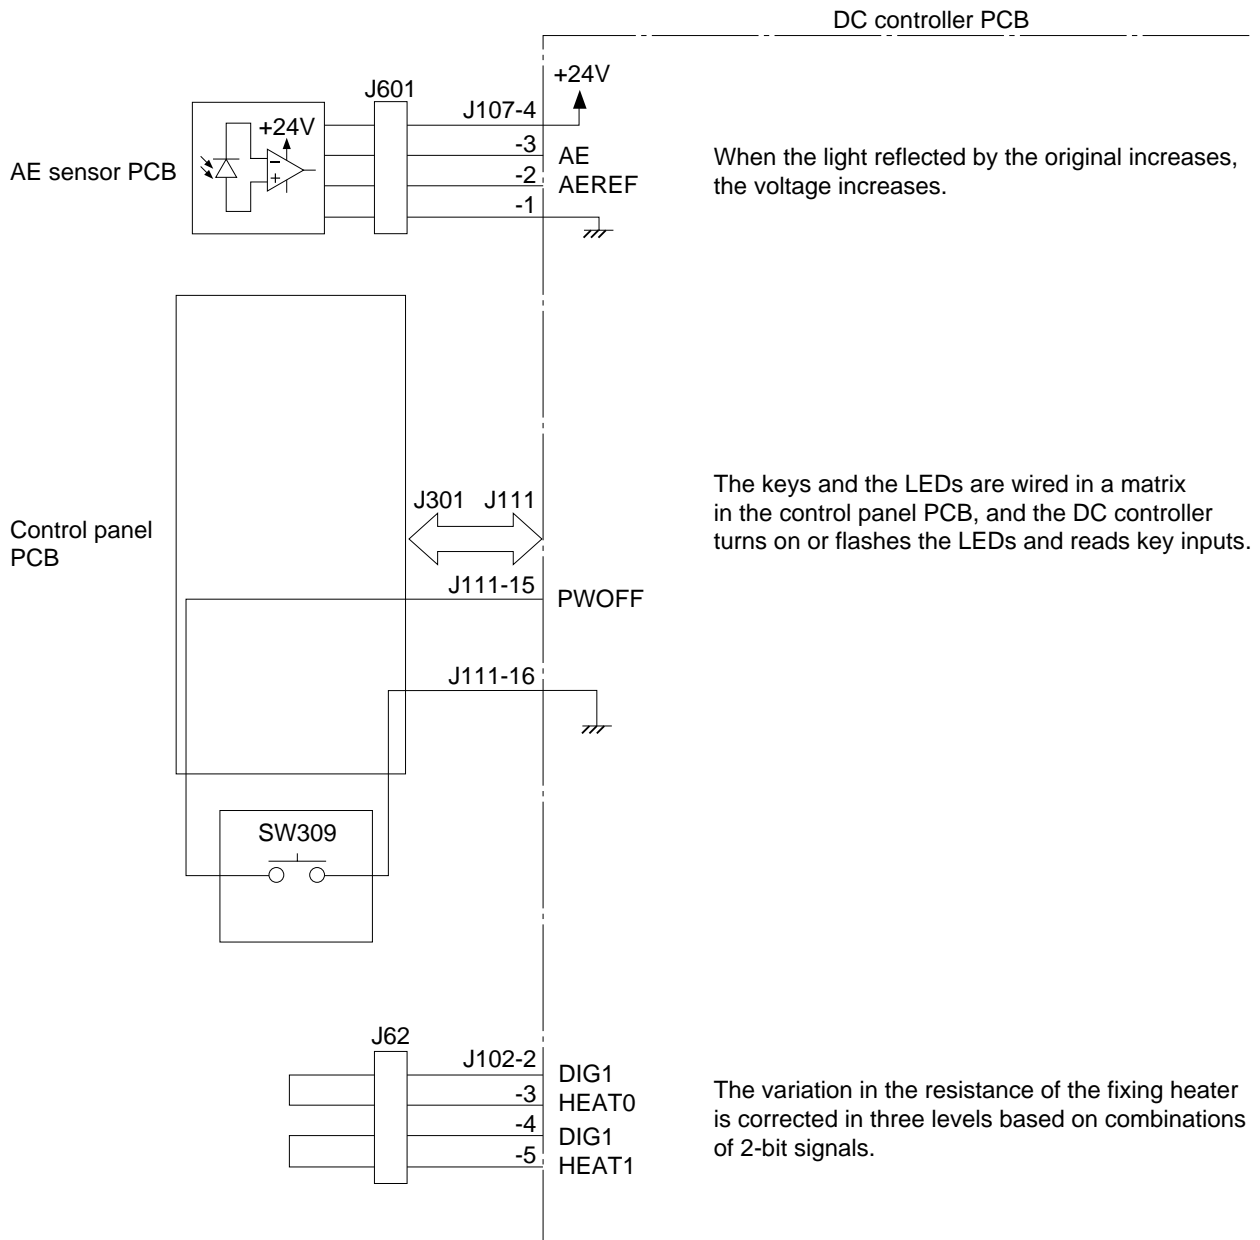 DC controller PCB
+24V
J601
J107-4
+24V
-3
AE
AE sensor PCB
-2
AEREF
-1
When the light reflected by the original increases,
the voltage increases.
-
+
J301
J111
Control panel
PCB
The keys and the LEDs are wired in a matrix
in the control panel PCB, and the DC controller
turns on or flashes the LEDs and reads key inputs.
J111-15
PWOFF
J111-16
SW309
J62
J102-2
DIG1
-3
HEAT0
-4
DIG1
-5
HEAT1
The variation in the resistance of the fixing heater
is corrected in three levels based on combinations
of 2-bit signals.